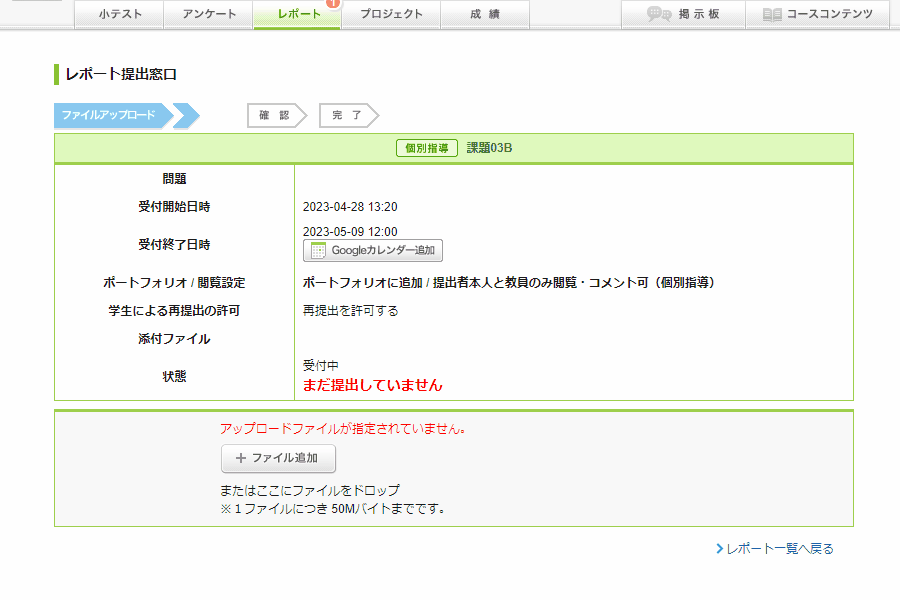 小テスト
アンケート
レポート
1
プロジェクト
成 績
掲 示 板
コースコンテンツ
レポート提出窓口
ファイルアップロード
確 認
完 了
個別指導 課題03B
問題
受付開始日時 2023-04-28 13:20
受付終了日時 2023-05-09 12:00
Googleカレンダー追加
ポートフォリオ / 閲覧設定 ポートフォリオに追加 / 提出者本人と教員のみ閲覧・コメント可（個別指導）
学生による再提出の許可 再提出を許可する
添付ファイル
状態 受付中
まだ提出していません
アップロードファイルが指定されていません。
＋ ファイル追加
またはここにファイルをドロップ
※ 1 ファイルにつき 50Mバイトまでです。
レポート一覧へ戻る